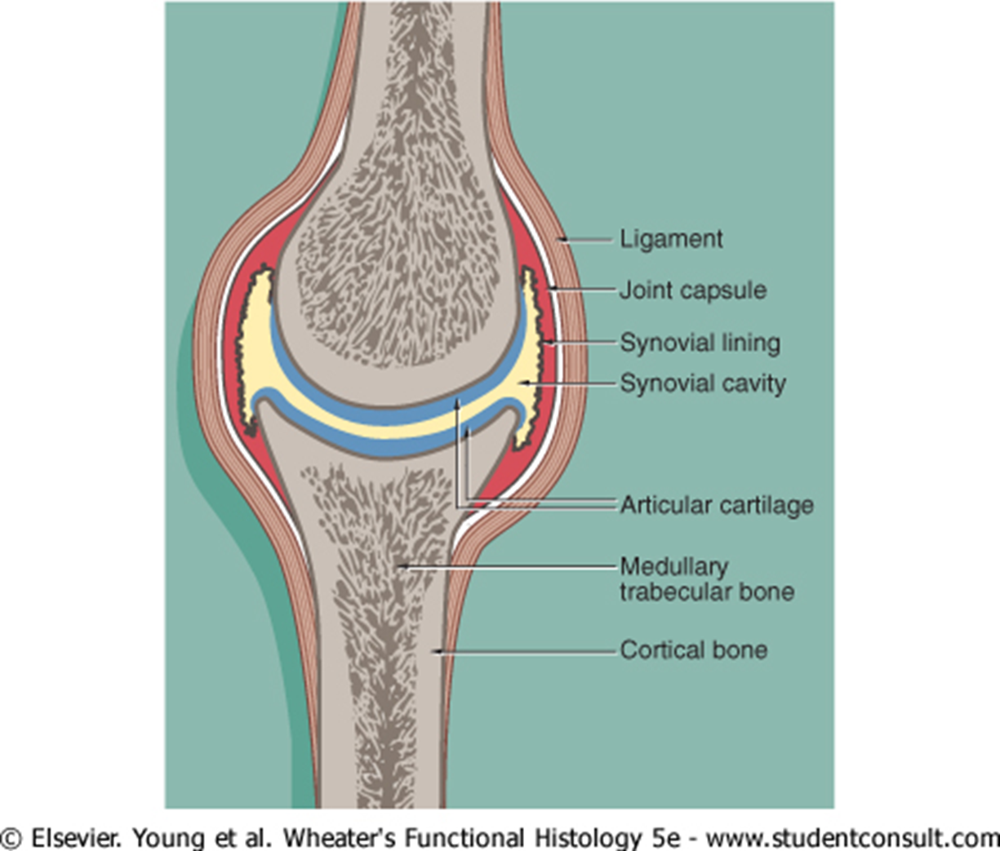 Ligament
Joint capsule
Synovial lining
Synovial cavity
Articular cartilage
Medullary
trabecular bone
Cortical bone
© Elsevier. Young et al. Wheater's Functional Histology 5e - www.studentconsult.com